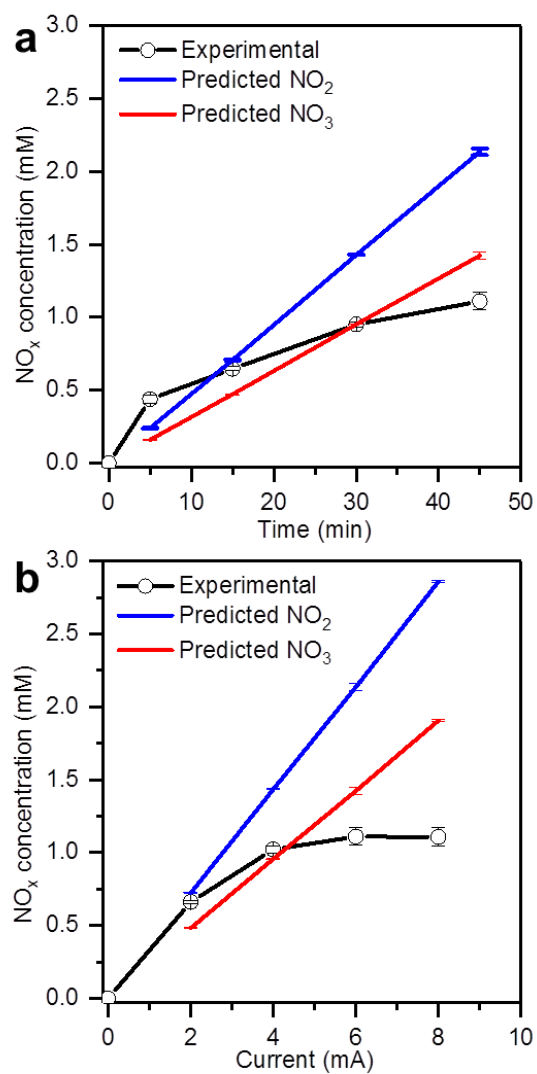 a
Experimental
Predicted NO₂
Predicted NO₃
NOₓ concentration (mM)
3.0
2.5
2.0
1.5
1.0
0.5
0.0
0 10 20 30 40 50
Time (min)
b
Experimental
Predicted NO₂
Predicted NO₃
NOₓ concentration (mM)
3.0
2.5
2.0
1.5
1.0
0.5
0.0
0 2 4 6 8 10
Current (mA)